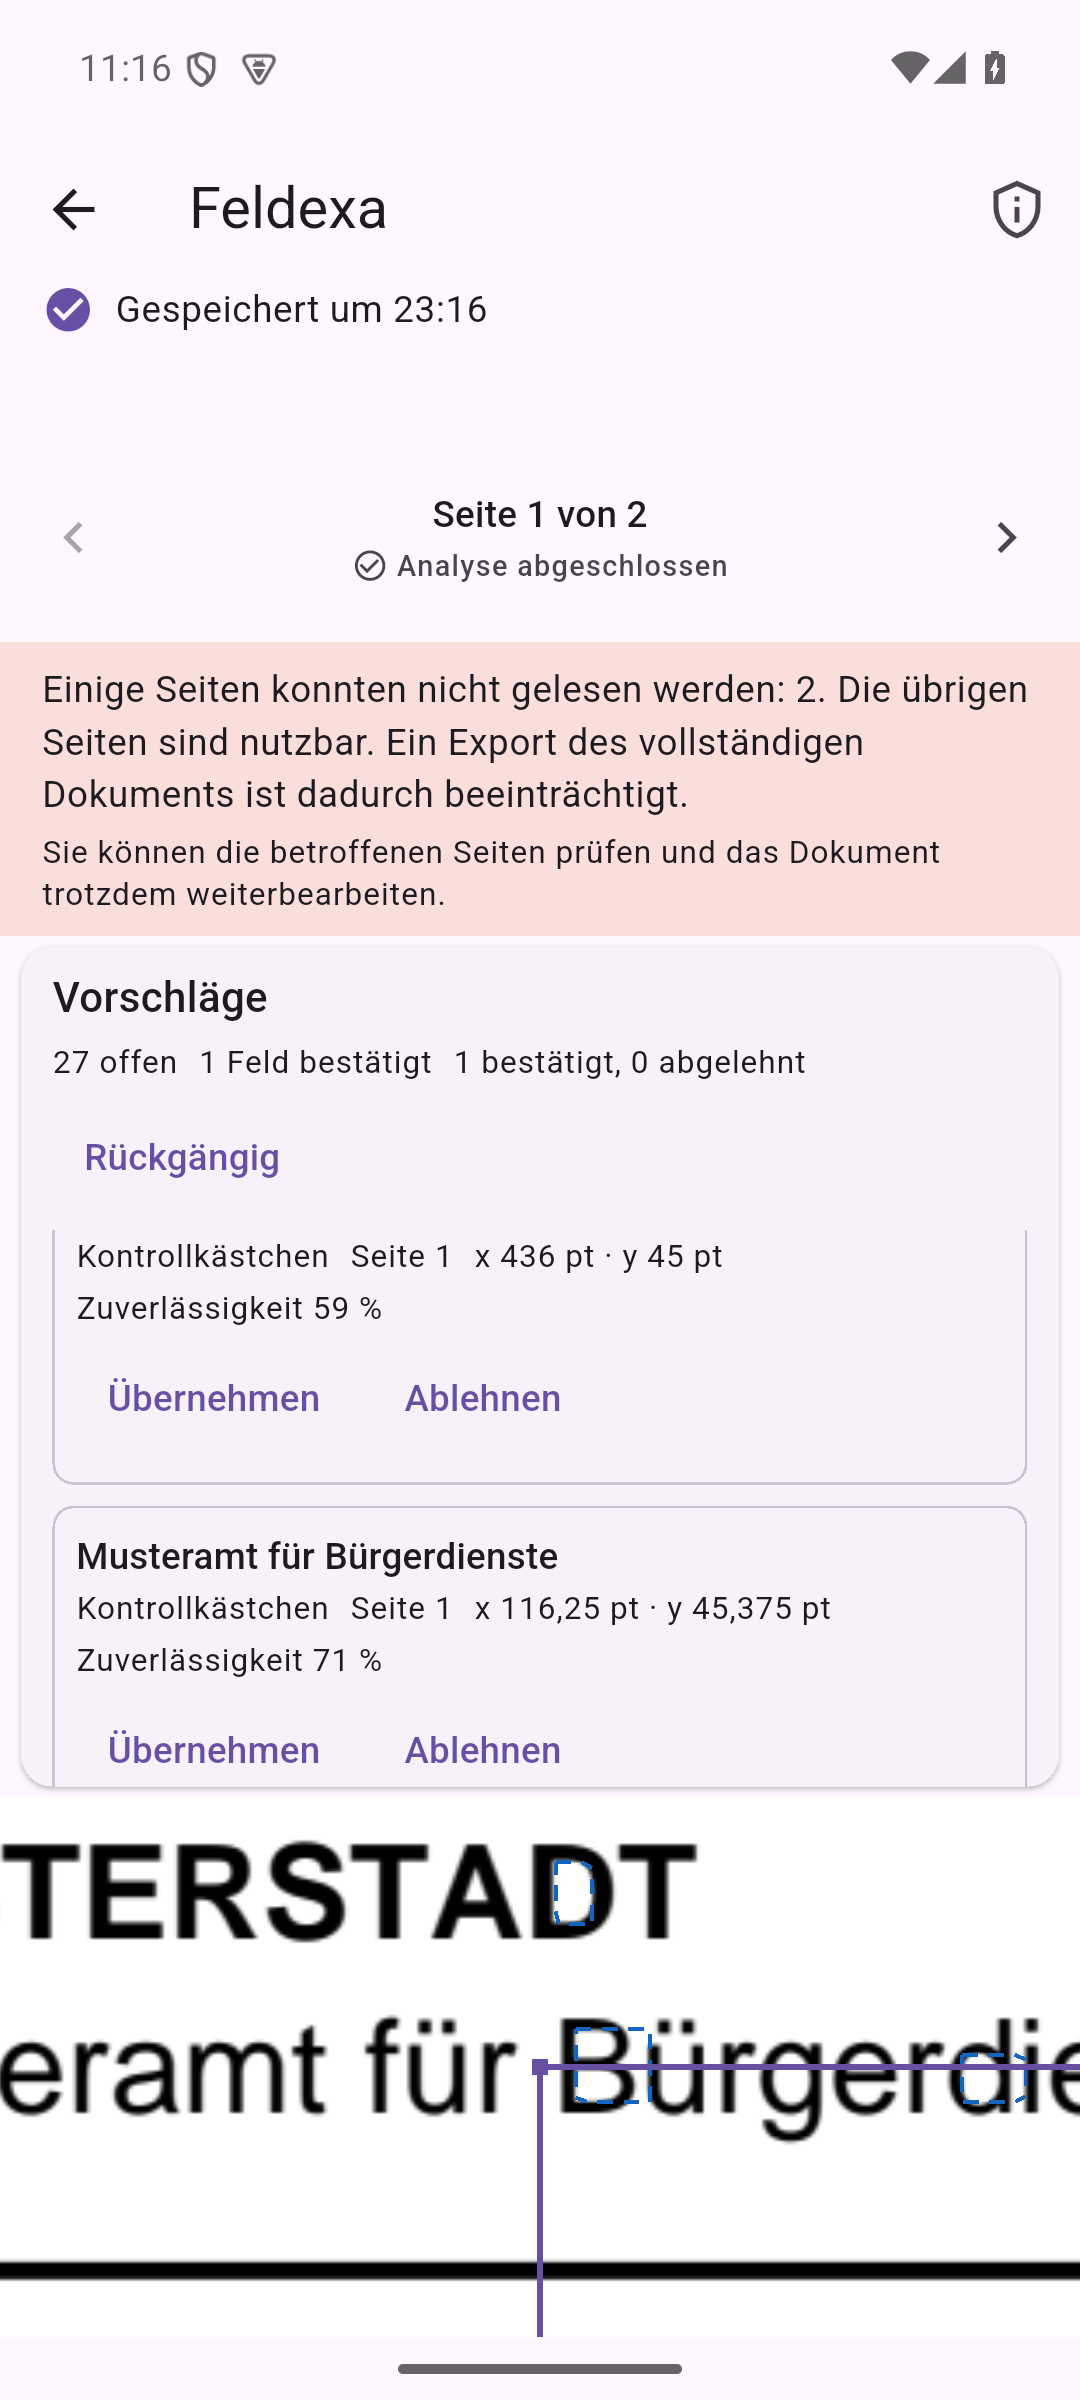 11:16
Feldexa
Gespeichert um 23:16
Seite 1 von 2
Analyse abgeschlossen
Einige Seiten konnten nicht gelesen werden: 2. Die übrigen
Seiten sind nutzbar. Ein Export des vollständigen
Dokuments ist dadurch beeinträchtigt.
Sie können die betroffenen Seiten prüfen und das Dokument
trotzdem weiterbearbeiten.
Vorschläge
27 offen 1 Feld bestätigt 1 bestätigt, 0 abgelehnt
Rückgängig
Kontrollkästchen Seite 1 x 436 pt · y 45 pt
Zuverlässigkeit 59 %
Übernehmen Ablehnen
Musteramt für Bürgerdienste
Kontrollkästchen Seite 1 x 116,25 pt · y 45,375 pt
Zuverlässigkeit 71 %
Übernehmen Ablehnen
TERSTADT
eramt für Bürgerdie